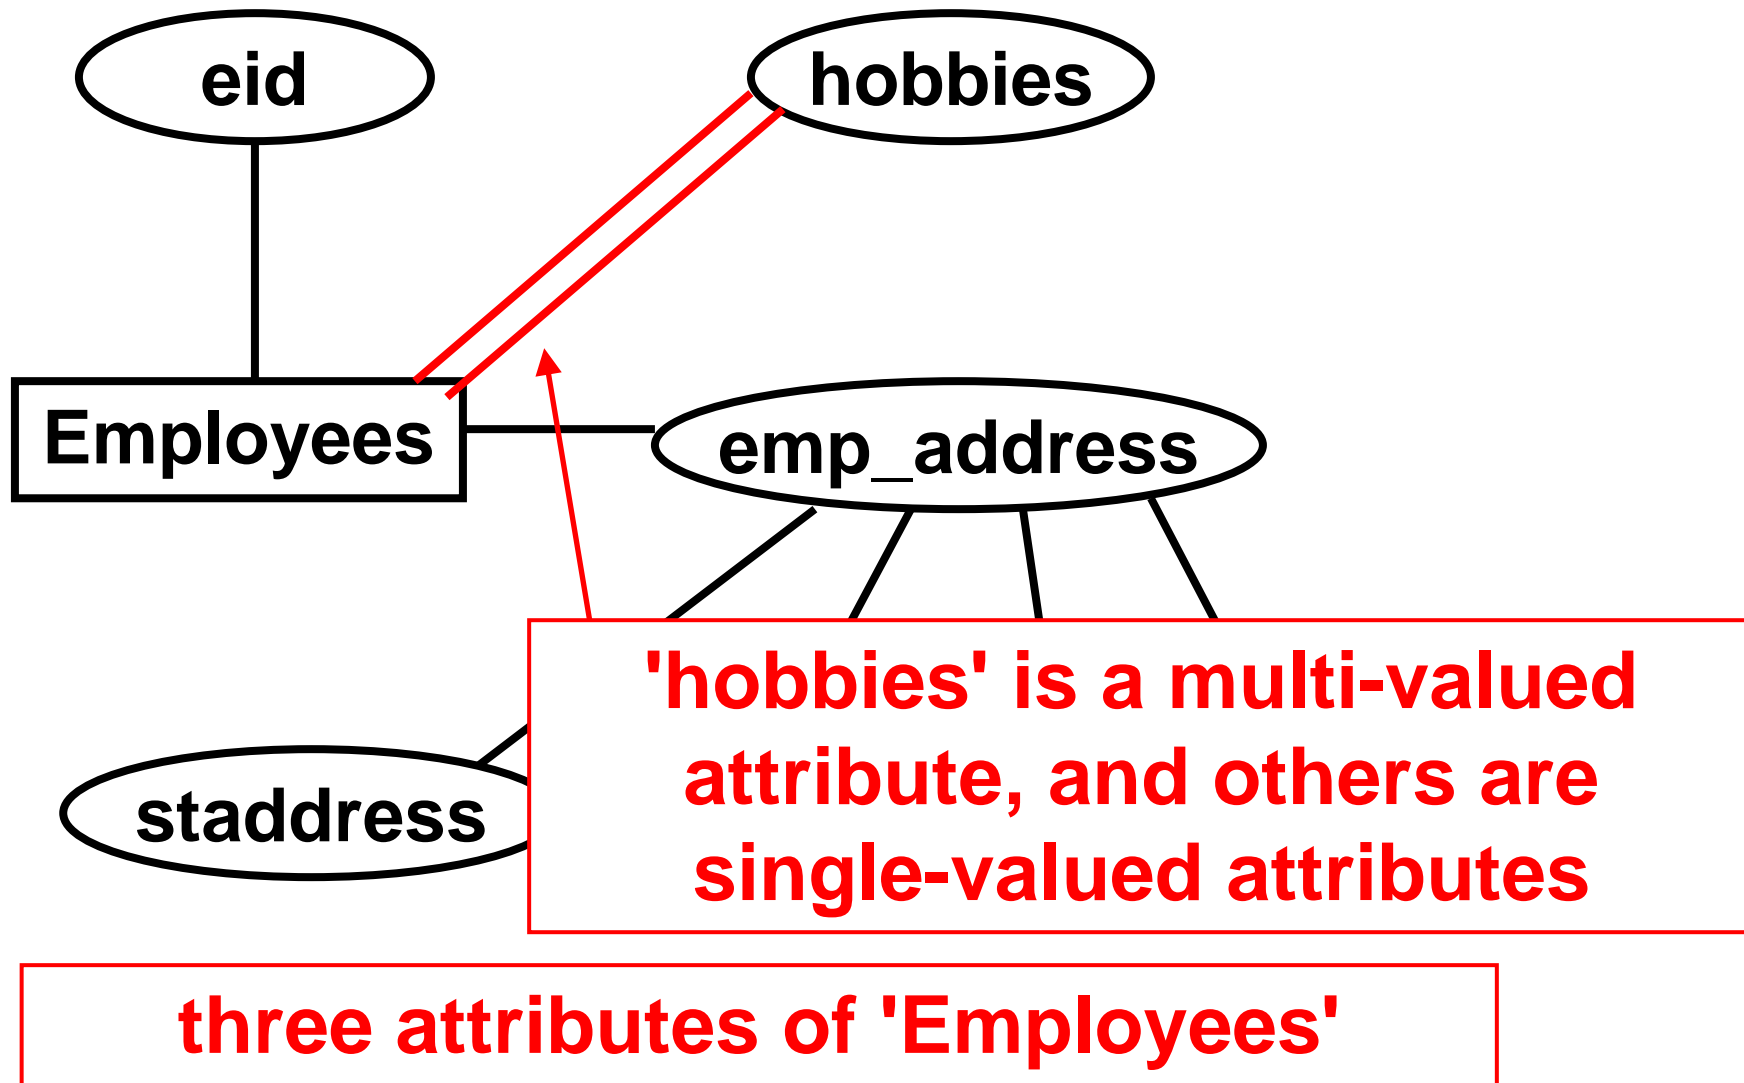 eid
hobbies
Employees
emp_address
'hobbies' is a multi-valued
attribute, and others are
single-valued attributes
staddress
three attributes of 'Employees'